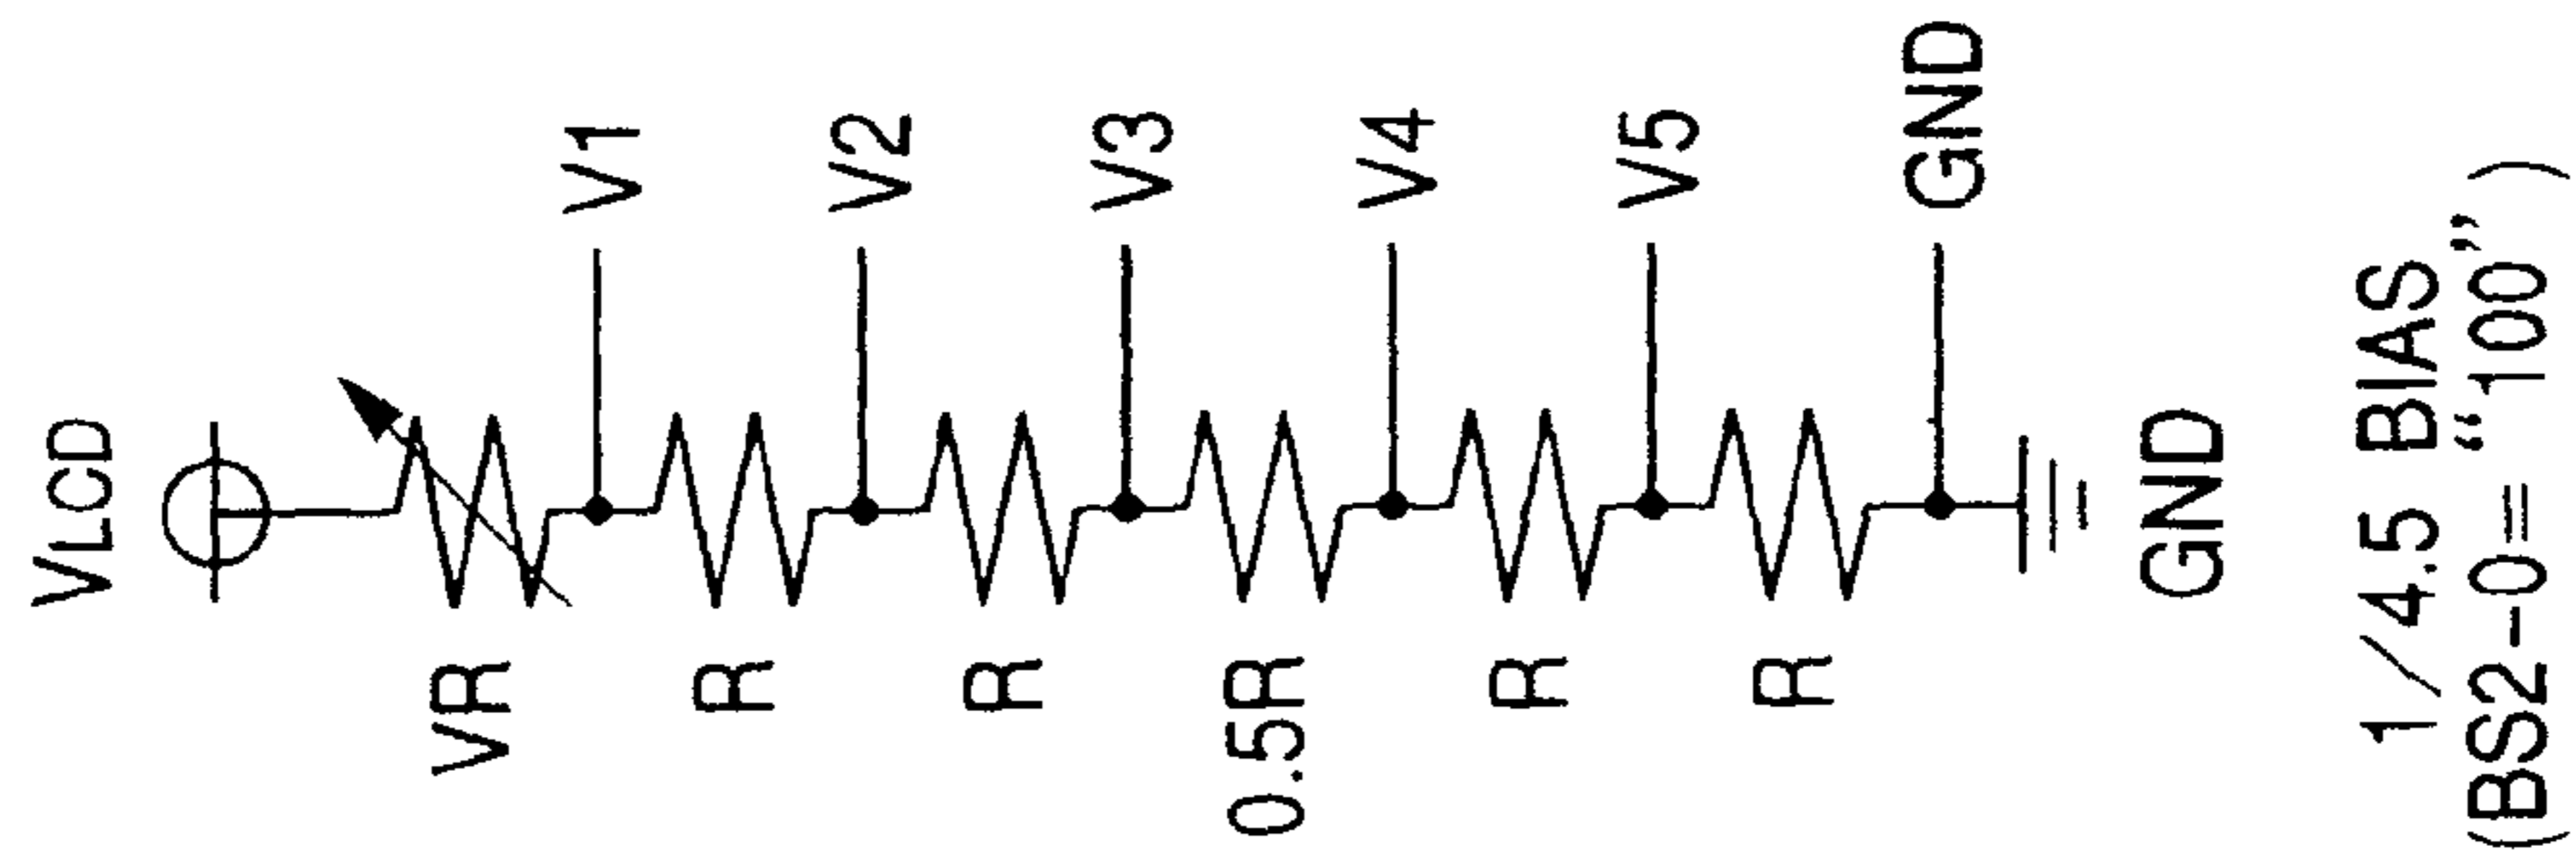 VLCD
VR
V1
R
V2
R
V3
0.5R
V4
R
V5
R
GND
GND
1/4.5 BIAS
(BS2-0= “100”)